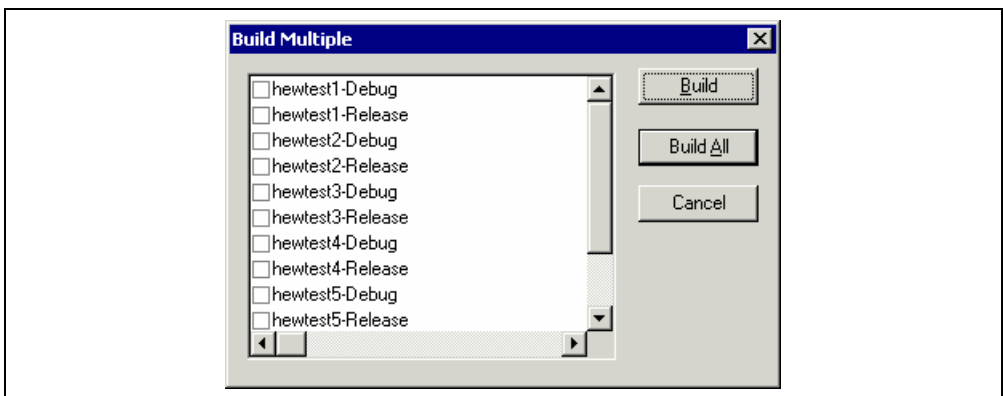 Build Multiple
hewtest1-Debug
hewtest1-Release
hewtest2-Debug
hewtest2-Release
hewtest3-Debug
hewtest3-Release
hewtest4-Debug
hewtest4-Release
hewtest5-Debug
hewtest5-Release
Build
Build All
Cancel